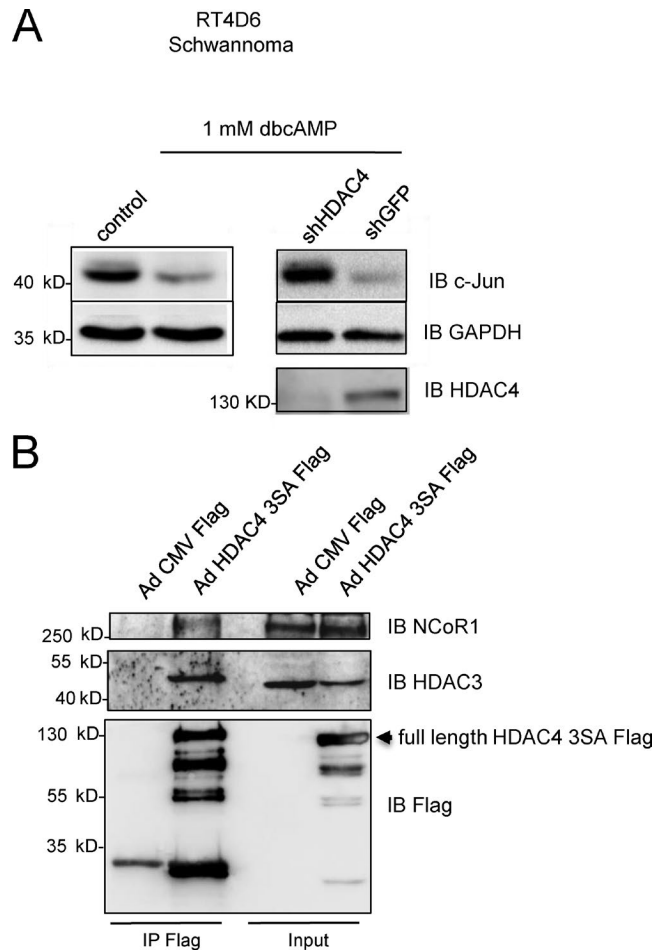 A
RT4D6
Schwannoma
1 mM dbcAMP
control
shHDAC4
shGFP
40 kD-
IB c-Jun
35 kD-
IB GAPDH
130 KD-
IB HDAC4
B
Ad CMV Flag
Ad HDAC4 3SA Flag
Ad CMV Flag
Ad HDAC4 3SA Flag
250 kD-
IB NCoR1
55 kD-
IB HDAC3
40 kD-
130 kD-
full length HDAC4 3SA Flag
55 kD-
IB Flag
35 kD-
IP Flag
Input